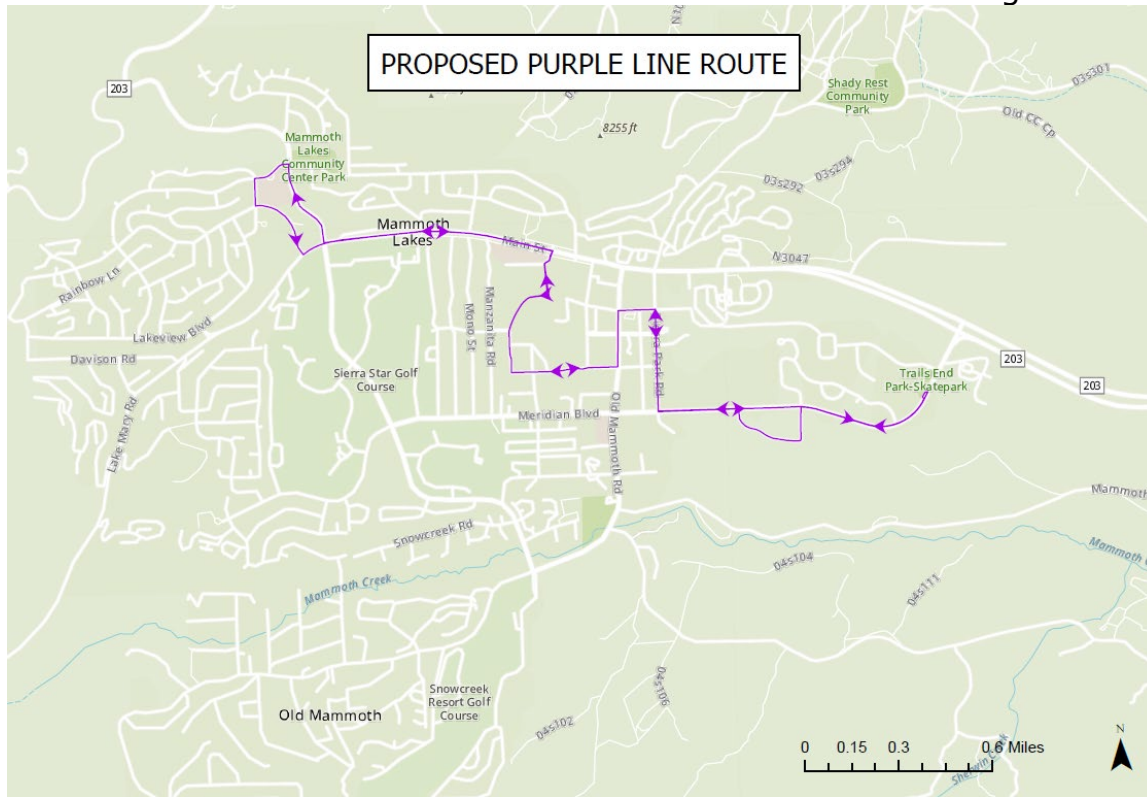 PROPOSED PURPLE LINE ROUTE
203
Shady Rest
Community
Park
03s301
Old CC Cp
8255 ft
Mammoth
Lakes
Community
Center Park
03s294
03s292
Mammoth
Lakes
Main St
N3047
Rainbow Ln
Lakeview Blvd
Davison Rd
Mono St
Manzanita Rd
Sierra Star Golf
Course
Trails End
Park-Skatepark
203
203
Meridian Blvd
Old Mammoth Rd
Lake Mary Rd
Snowcreek Rd
Mammoth
Mammoth Creek
Mammoth
04s104
04s111
04s106
04s102
Snowcreek
Resort Golf
Course
Old Mammoth
Sherwin Creek
0 0.15 0.3 0.6 Miles
N